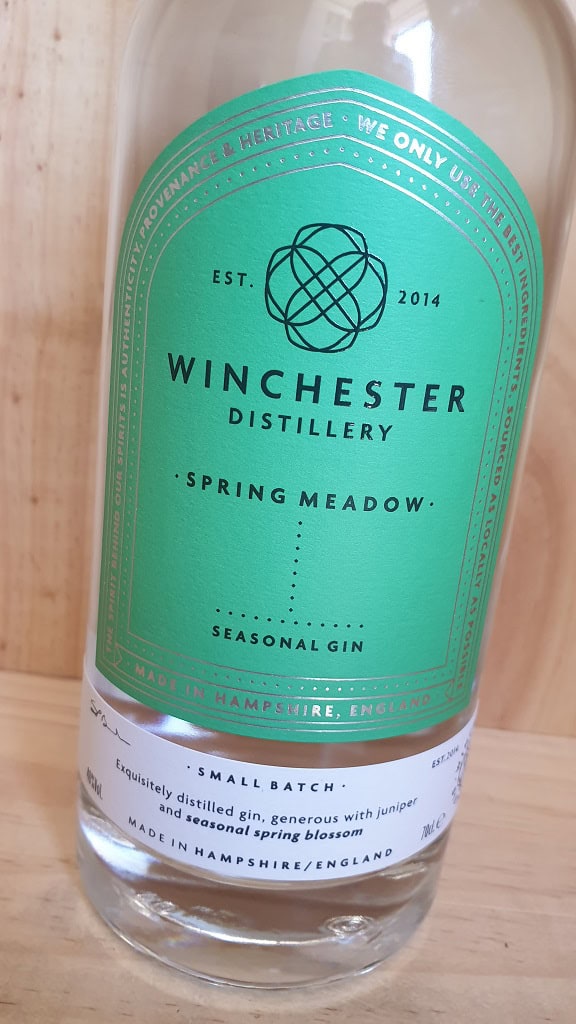 THE SPIRIT BEHIND OUR SPIRITS IS AUTHENTICITY, PROVENANCE & HERITAGE · WE ONLY USE THE BEST INGREDIENTS, SOURCED AS LOCALLY AS POSSIBLE
EST. 2014
WINCHESTER
DISTILLERY
· SPRING MEADOW ·
SEASONAL GIN
MADE IN HAMPSHIRE, ENGLAND
· SMALL BATCH ·
Exquisitely distilled gin, generous with juniper
and seasonal spring blossom
MADE IN HAMPSHIRE/ENGLAND
EST. 2014
70cl e